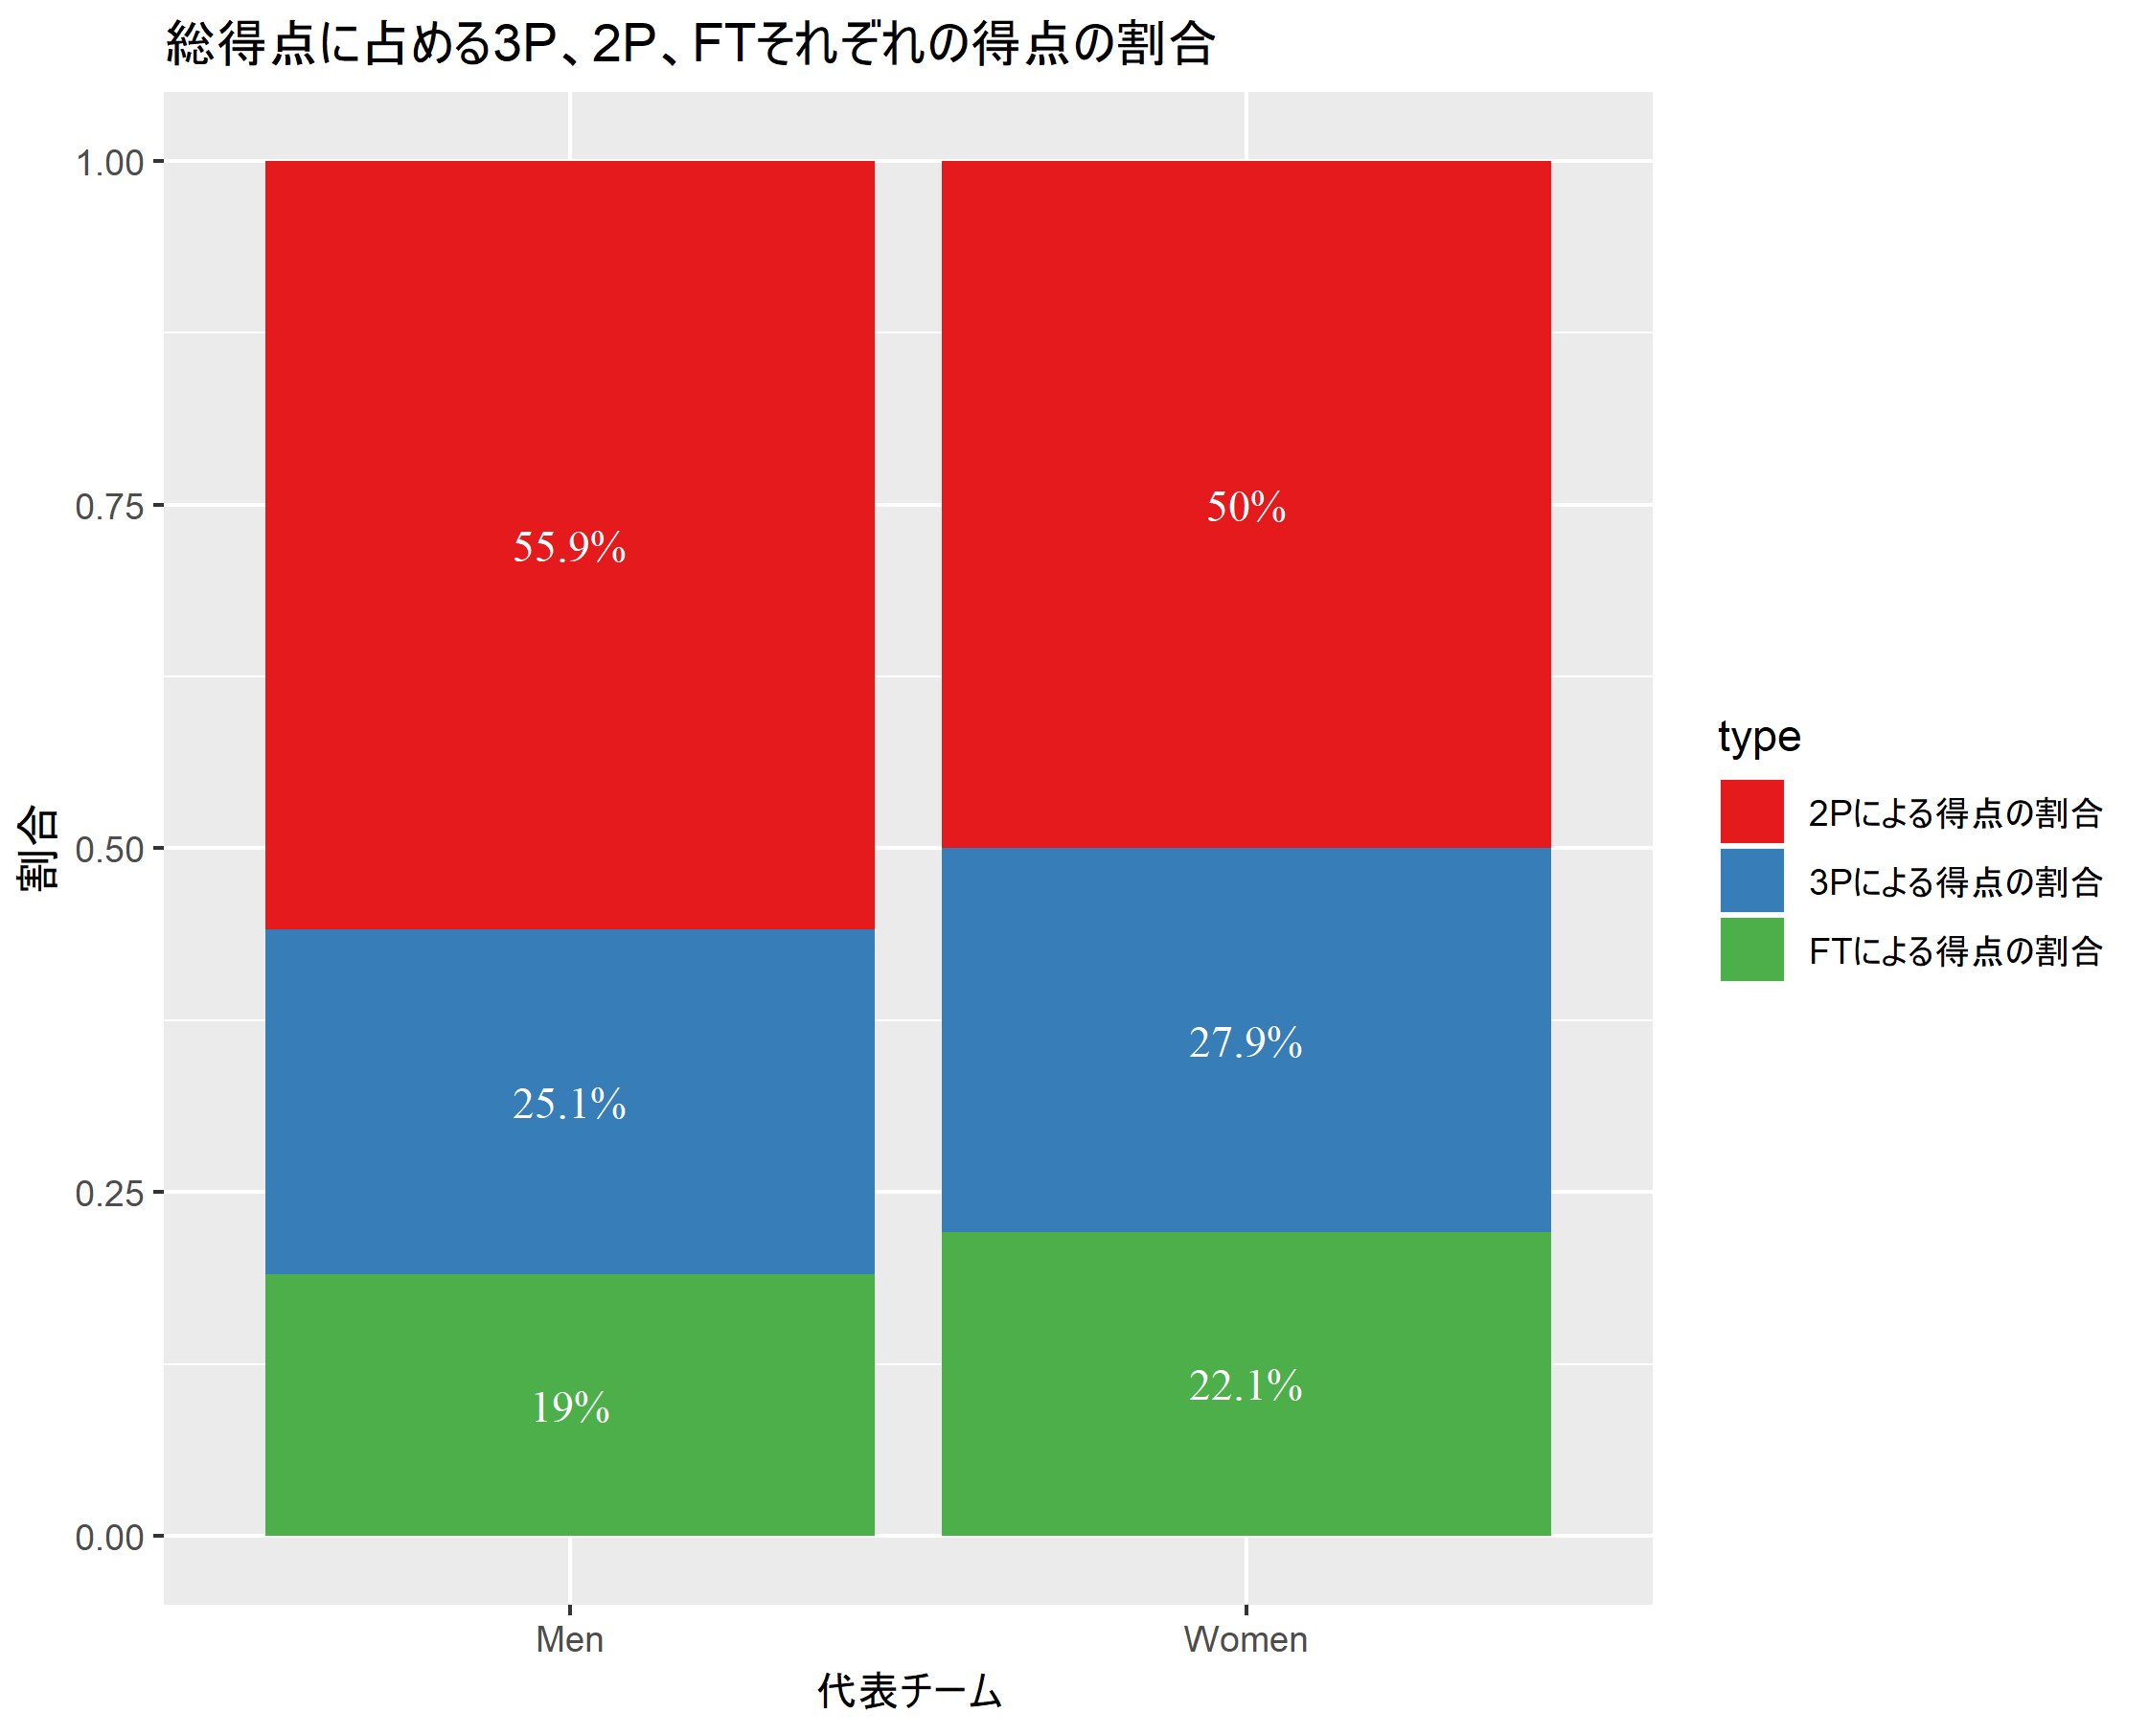 総得点に占める3P、2P、FTそれぞれの得点の割合
割合
1.00
0.75
0.50
0.25
0.00
55.9%
25.1%
19%
50%
27.9%
22.1%
Men
Women
代表チーム
type
2Pによる得点の割合
3Pによる得点の割合
FTによる得点の割合